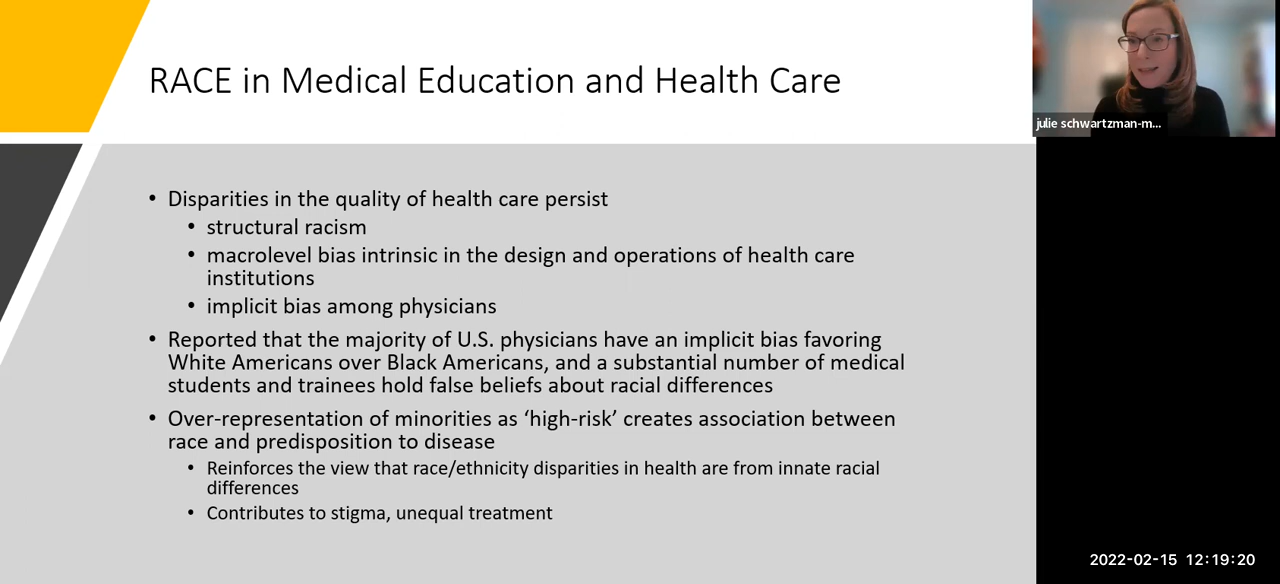 RACE in Medical Education and Health Care
julie schwartzman-m...
• Disparities in the quality of health care persist
• structural racism
• macrolevel bias intrinsic in the design and operations of health care
institutions
• implicit bias among physicians
• Reported that the majority of U.S. physicians have an implicit bias favoring
White Americans over Black Americans, and a substantial number of medical
students and trainees hold false beliefs about racial differences
• Over-representation of minorities as ‘high-risk’ creates association between
race and predisposition to disease
• Reinforces the view that race/ethnicity disparities in health are from innate racial
differences
• Contributes to stigma, unequal treatment
2022-02-15 12:19:20